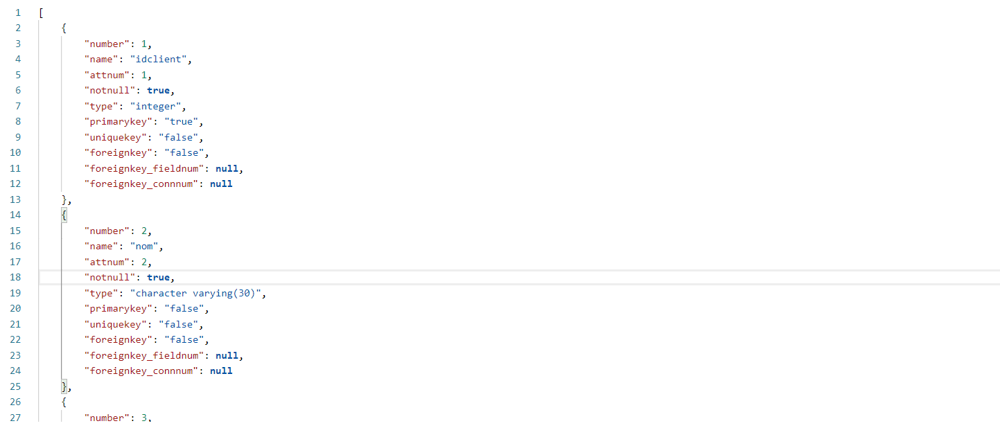 1 [
2 {
3 "number": 1,
4 "name": "idclient",
5 "attnum": 1,
6 "notnull": true,
7 "type": "integer",
8 "primarykey": "true",
9 "uniquekey": "false",
10 "foreignkey": "false",
11 "foreignkey_fieldnum": null,
12 "foreignkey_connnum": null
13 },
14 {
15 "number": 2,
16 "name": "nom",
17 "attnum": 2,
18 "notnull": true,
19 "type": "character varying(30)",
20 "primarykey": "false",
21 "uniquekey": "false",
22 "foreignkey": "false",
23 "foreignkey_fieldnum": null,
24 "foreignkey_connnum": null
25 },
26 {
27 "number": 3,